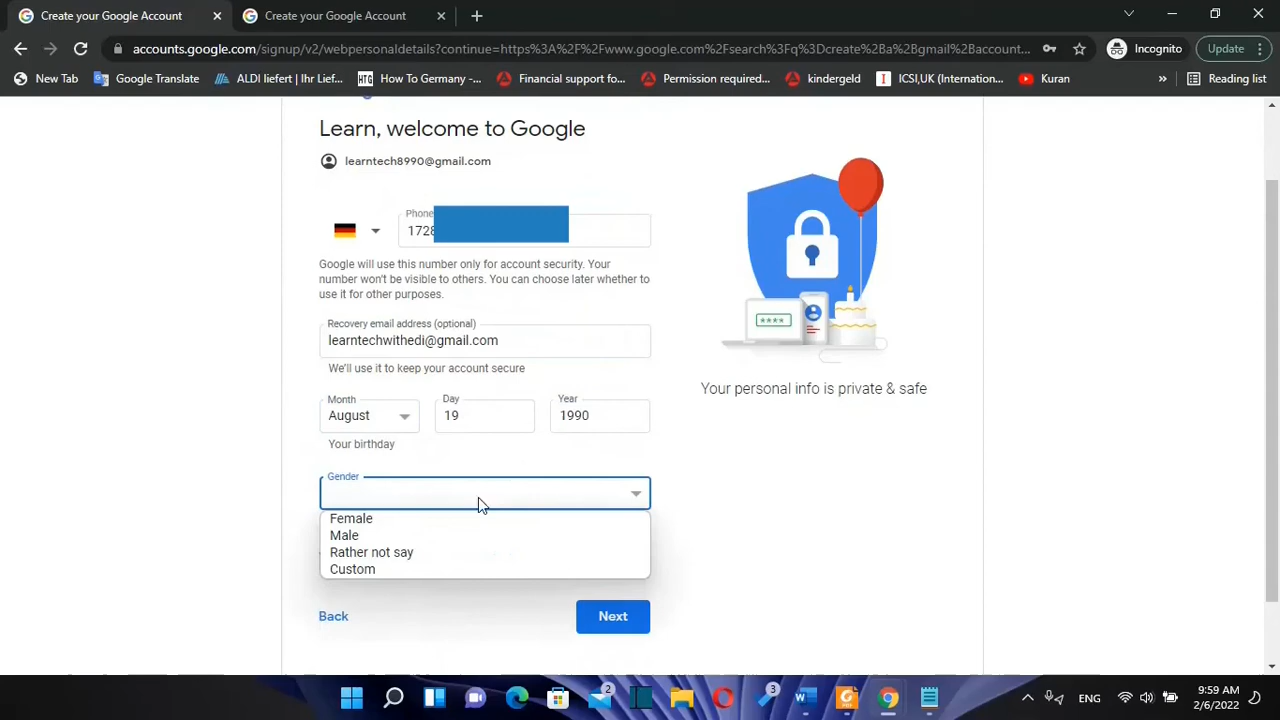 Create your Google Account
Create your Google Account
accounts.google.com/signup/v2/webpersonaldetails?continue=https%3A%2F%2Fwww.google.com%2Fsearch%3Fq%3Dcreate%2Ba%2Bgmail%2Baccount...
Incognito
Update
New Tab
Google Translate
ALDI liefert | Ihr Lief...
HTG
How To Germany -...
Financial support fo...
Permission required...
kindergeld
ICSI,UK (Internation...
Kuran
»
Reading list
Learn, welcome to Google
learntech8990@gmail.com
Phone
1728
Google will use this number only for account security. Your
number won't be visible to others. You can choose later whether to
use it for other purposes.
Recovery email address (optional)
learntechwithedi@gmail.com
We'll use it to keep your account secure
Month
August
Day
19
Year
1990
Your birthday
Gender
Female
Male
Rather not say
Custom
Back
Next
****
Your personal info is private & safe
2
3
ENG
9:59 AM
2/6/2022